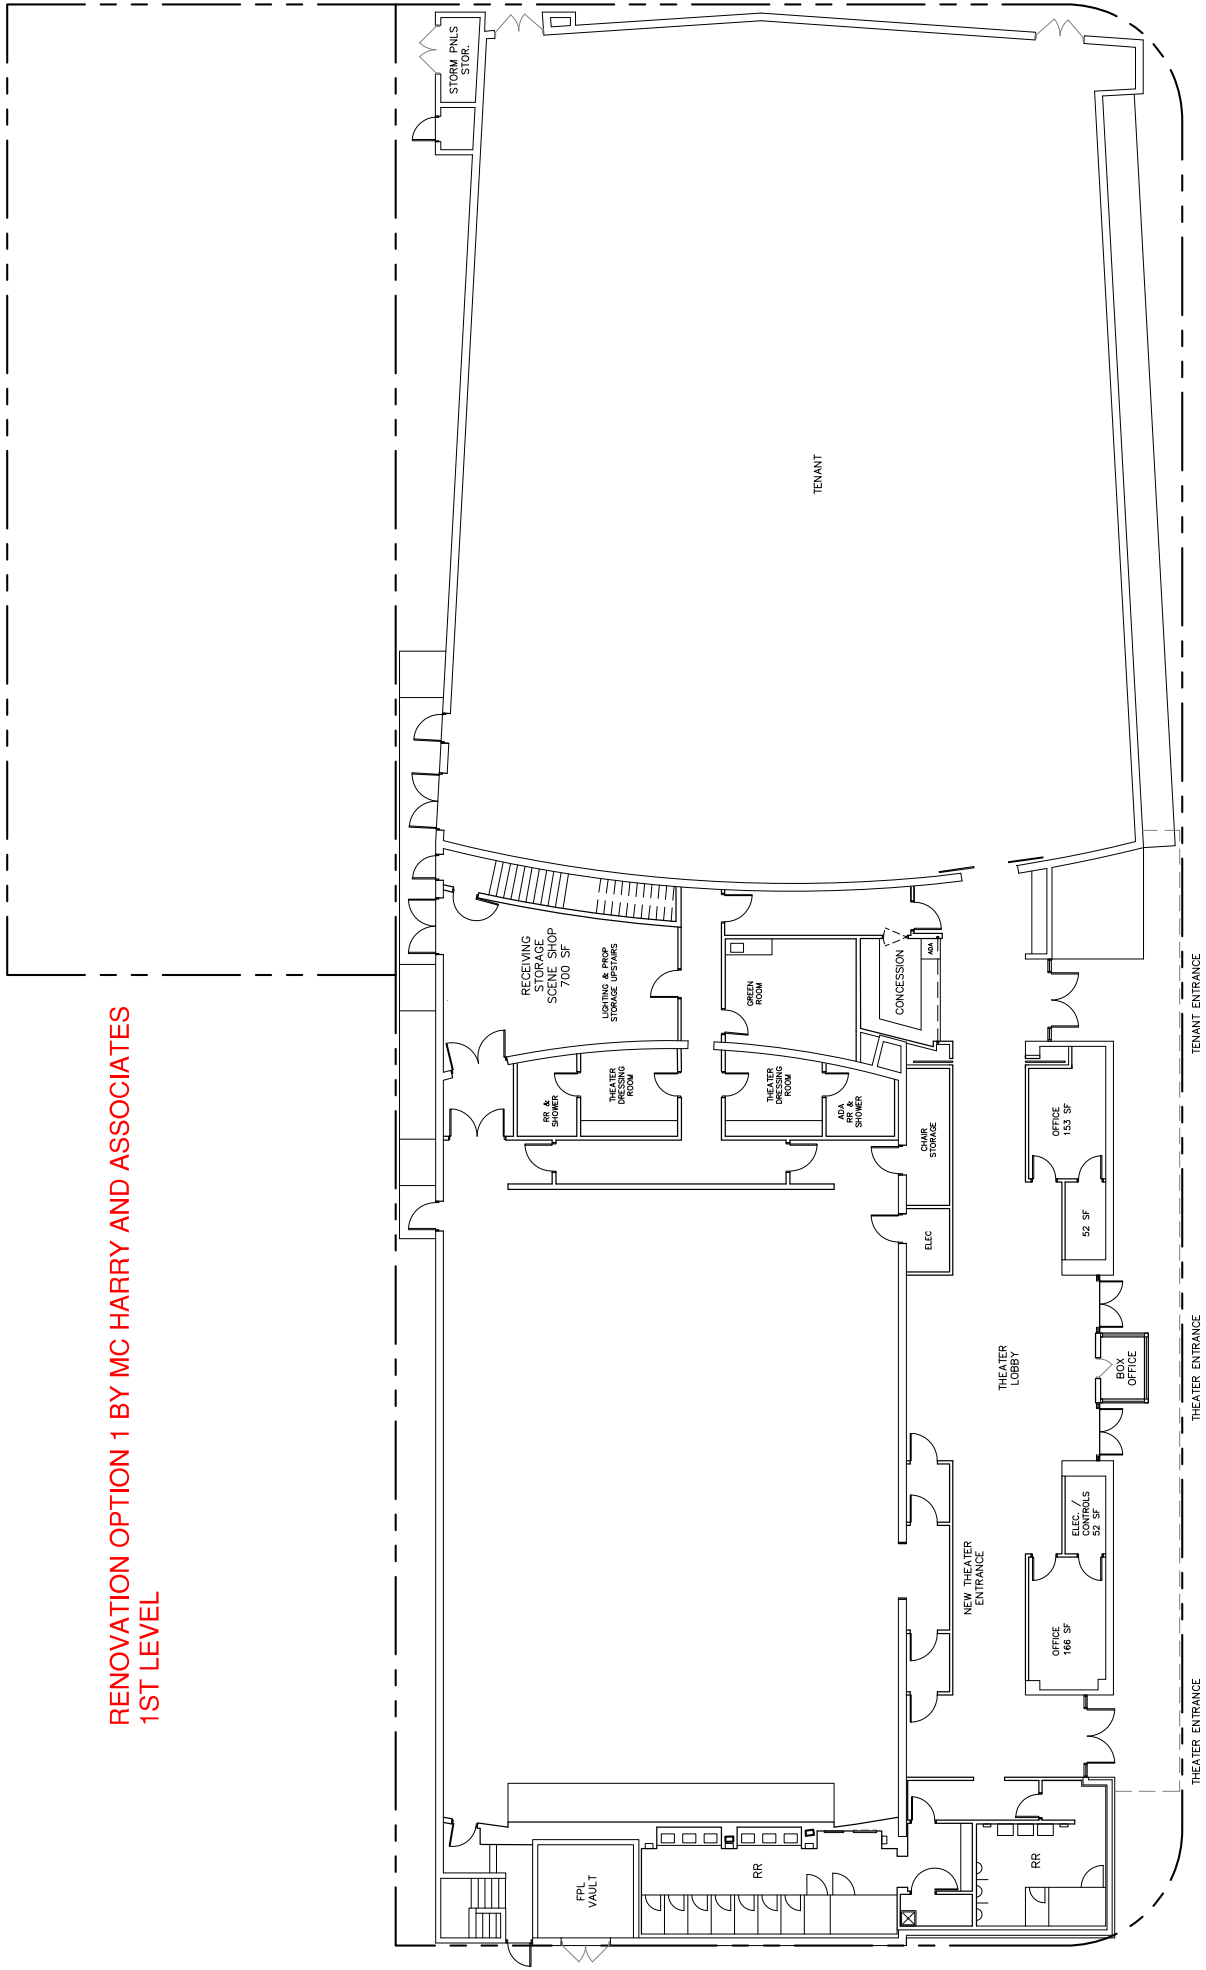 RENOVATION OPTION 1 BY MC HARRY AND ASSOCIATES
1ST LEVEL
STORM PNLS
STOR.
TENANT
RECEIVING
STORAGE
SCENE SHOP
700 SF
LIGHTING & PROP
STORAGE UPSTAIRS
GREEN
ROOM
CONCESSION
ADA
RR &
SHOWER
THEATER
DRESSING
ROOM
THEATER
DRESSING
ROOM
ADA
RR &
SHOWER
CHAIR
STORAGE
ELEC
OFFICE
153 SF
52 SF
TENANT ENTRANCE
THEATER
LOBBY
BOX
OFFICE
THEATER ENTRANCE
NEW THEATER
ENTRANCE
ELEC. /
CONTROLS
52 SF
OFFICE
166 SF
THEATER ENTRANCE
FPL
VAULT
RR
RR